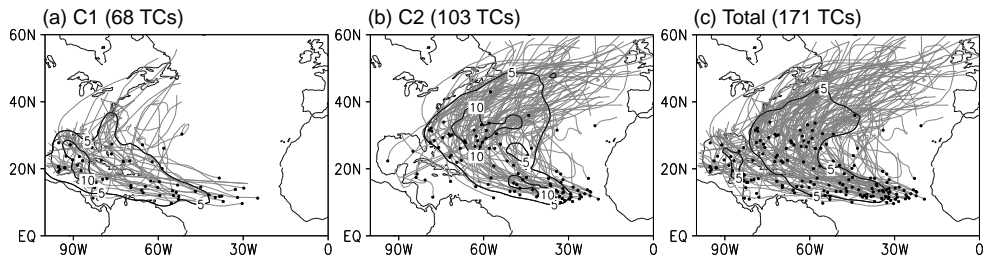 (a) C1 (68 TCs) (b) C2 (103 TCs) (c) Total (171 TCs)
60N 60N 60N
5 5
40N 40N 40N
10
5
10
20N 5 20N 5 20N
10 5 10 5 5
5
EQ EQ EQ
90W 60W 30W 0 90W 60W 30W 0 90W 60W 30W 0